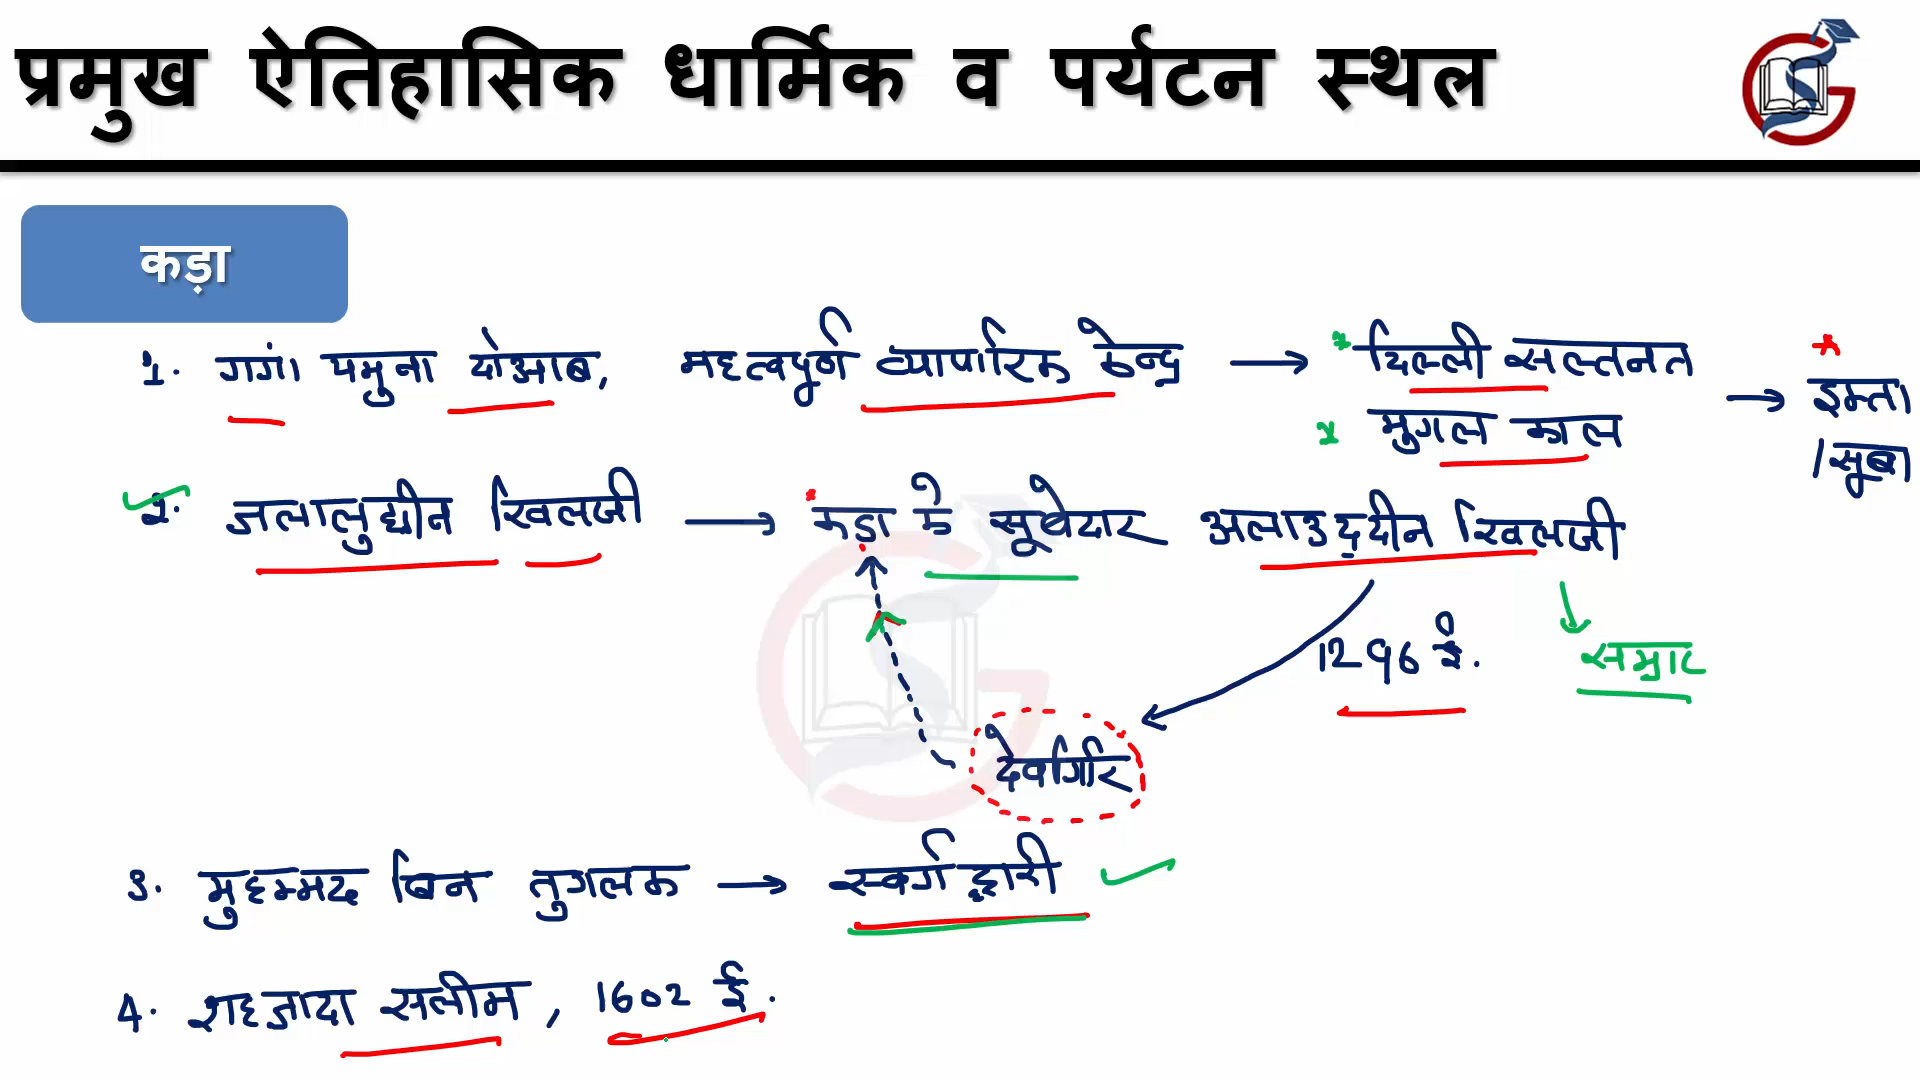 प्रमुख ऐतिहासिक धार्मिक व पर्यटन स्थल
कड़ा
1. गगां यमुना दोआब, महत्वपूर्ण व्यापारिक केन्द्र → * दिल्ली सल्तनत
* मुगल काल → * इक्ता
/सूबा
2. जलालुद्दीन खिलजी → * कड़ा के सूबेदार अलाउद्दीन खिलजी
1296 ई.
सम्राट
देवगिरि
3. मुहम्मद बिन तुगलक → स्वर्गद्वारी
4. शहजादा सलीम, 1602 ई.